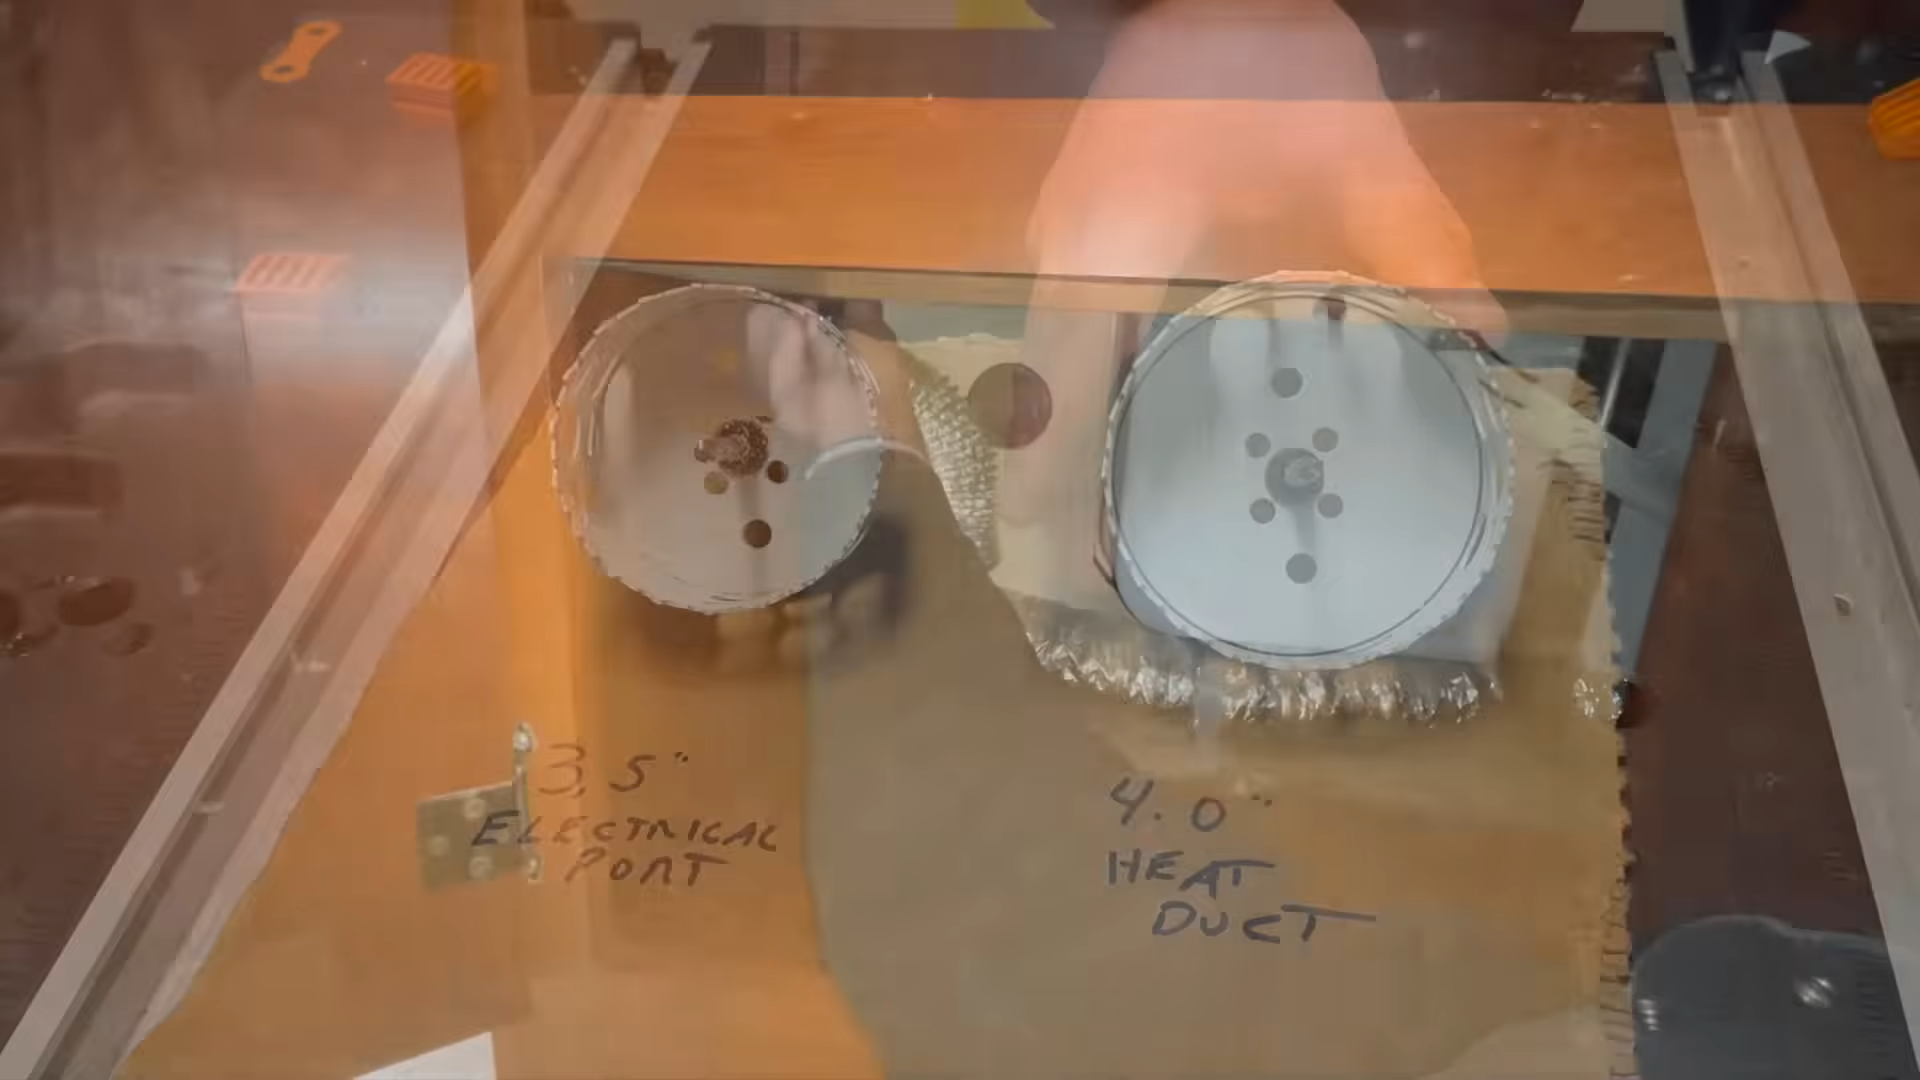 3.5"
ELECTRICAL
PORT
4.0"
HEAT
DUCT